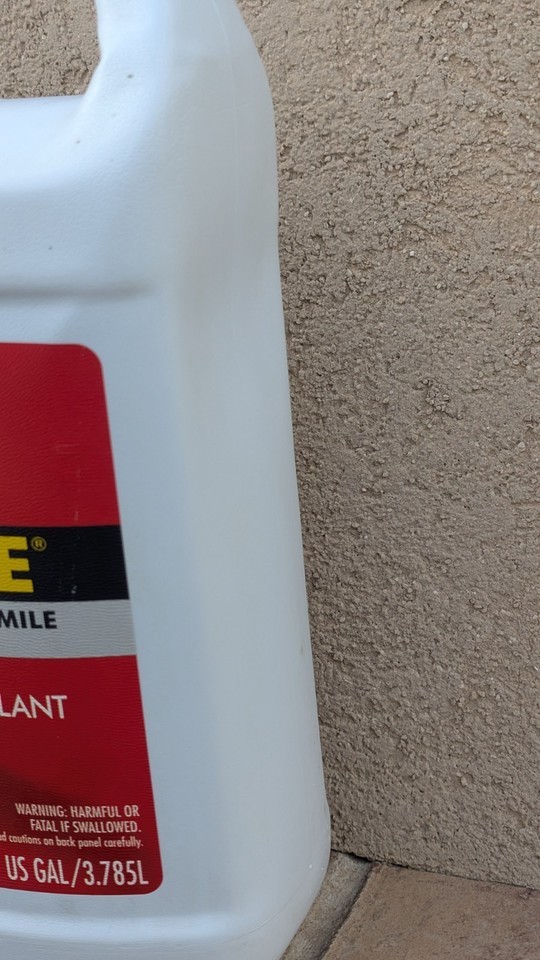 E®
MILE
LANT
WARNING: HARMFUL OR
FATAL IF SWALLOWED.
d cautions on back panel carefully.
US GAL/3.785L